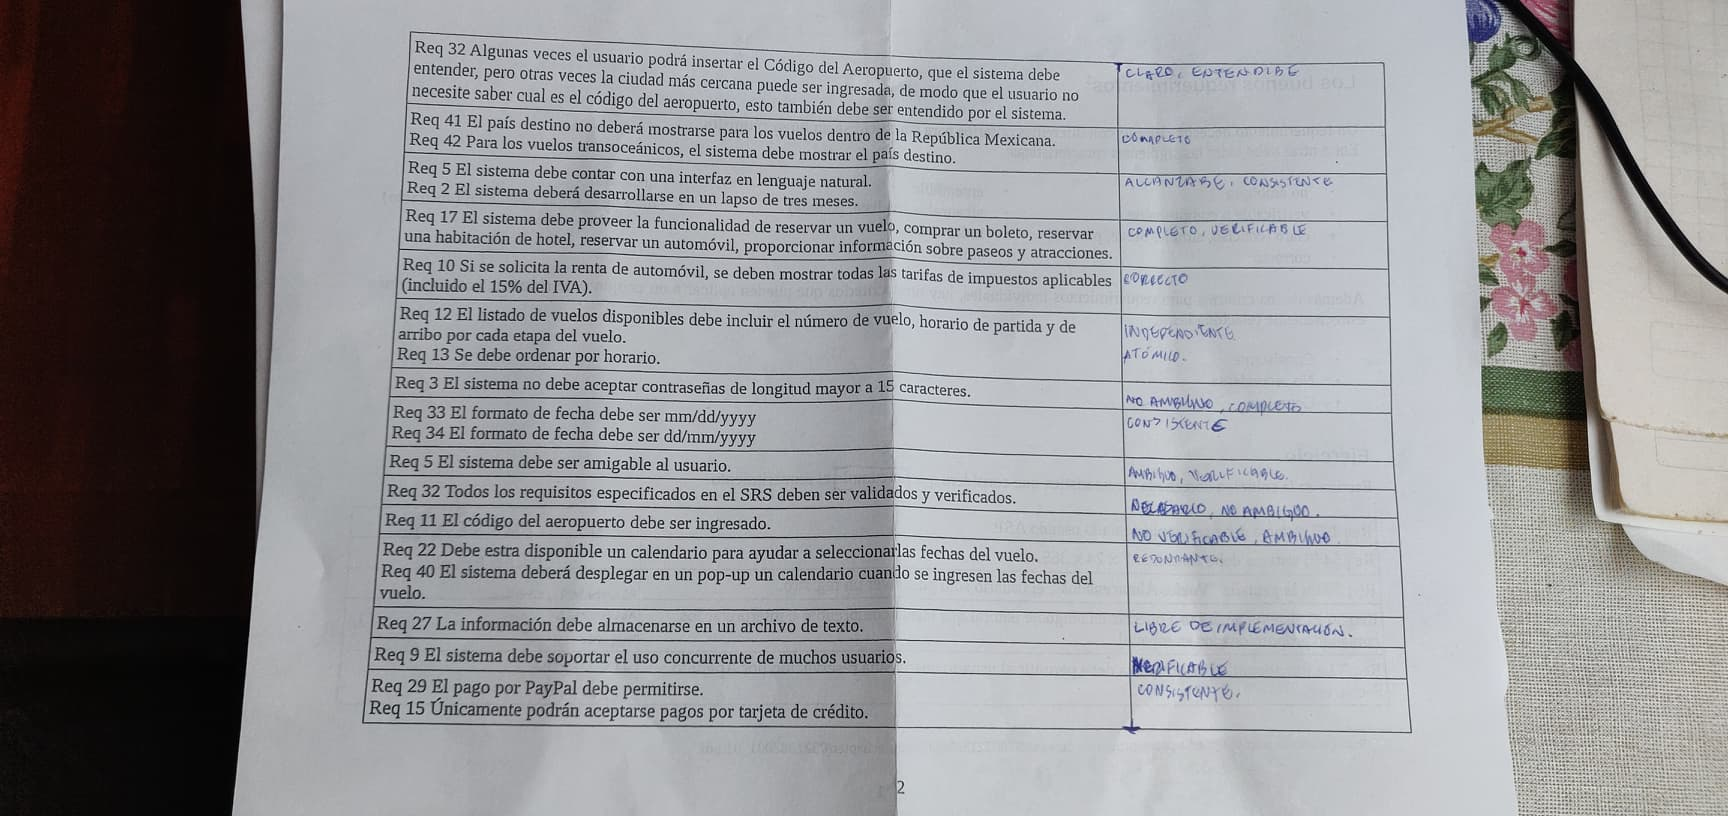 Req 32 Algunas veces el usuario podrá insertar el Código del Aeropuerto, que el sistema debe
entender, pero otras veces la ciudad más cercana puede ser ingresada, de modo que el usuario no
necesite saber cual es el código del aeropuerto, esto también debe ser entendido por el sistema.
CLARO, ENTENDIBE
Req 41 El país destino no deberá mostrarse para los vuelos dentro de la República Mexicana.
Req 42 Para los vuelos transoceánicos, el sistema debe mostrar el país destino.
COMPLETO
Req 5 El sistema debe contar con una interfaz en lenguaje natural.
Req 2 El sistema deberá desarrollarse en un lapso de tres meses.
ALCANZABE, CONSISTENTE
Req 17 El sistema debe proveer la funcionalidad de reservar un vuelo, comprar un boleto, reservar
una habitación de hotel, reservar un automóvil, proporcionar información sobre paseos y atracciones.
COMPLETO, VERIFICABLE
Req 10 Si se solicita la renta de automóvil, se deben mostrar todas las tarifas de impuestos aplicables
(incluido el 15% del IVA).
CORRECTO
Req 12 El listado de vuelos disponibles debe incluir el número de vuelo, horario de partida y de
arribo por cada etapa del vuelo.
Req 13 Se debe ordenar por horario.
INDEPENDIENTE
ATÓMICO.
Req 3 El sistema no debe aceptar contraseñas de longitud mayor a 15 caracteres.
NO AMBIGUO, COMPLETO
Req 33 El formato de fecha debe ser mm/dd/yyyy
Req 34 El formato de fecha debe ser dd/mm/yyyy
CONSISTENTE
Req 5 El sistema debe ser amigable al usuario.
AMBIGUO, VERIFICABLE.
Req 32 Todos los requisitos especificados en el SRS deben ser validados y verificados.
NECESARIO, NO AMBIGUO.
Req 11 El código del aeropuerto debe ser ingresado.
NO VERIFICABLE, AMBIGUO
Req 22 Debe estra disponible un calendario para ayudar a seleccionarlas fechas del vuelo.
Req 40 El sistema deberá desplegar en un pop-up un calendario cuando se ingresen las fechas del
vuelo.
REDONDANTE.
Req 27 La información debe almacenarse en un archivo de texto.
LIBRE DE IMPLEMENTACIÓN.
Req 9 El sistema debe soportar el uso concurrente de muchos usuarios.
VERIFICABLE
Req 29 El pago por PayPal debe permitirse.
Req 15 Únicamente podrán aceptarse pagos por tarjeta de crédito.
CONSISTENTE.
2